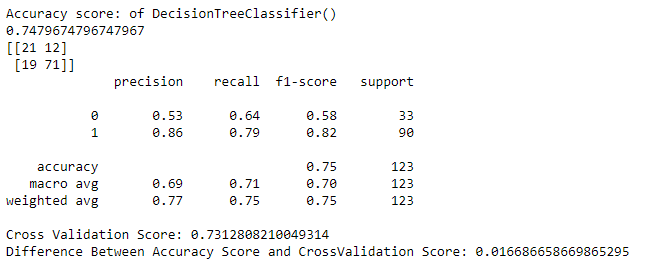 Accuracy score: of DecisionTreeClassifier()
0.7479674796747967
[[21 12]
 [19 71]]
              precision    recall  f1-score   support

           0       0.53      0.64      0.58        33
           1       0.86      0.79      0.82        90

    accuracy                           0.75       123
   macro avg       0.69      0.71      0.70       123
weighted avg       0.77      0.75      0.75       123

Cross Validation Score: 0.7312808210049314
Difference Between Accuracy Score and CrossValidation Score: 0.016686658669865295